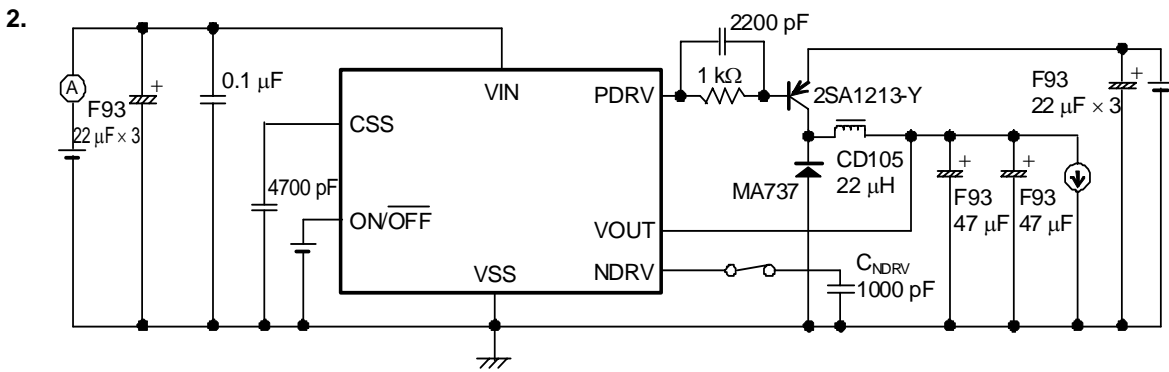 2.
A
F93
22 μF × 3
0.1 μF
4700 pF
CSS
ON/OFF
VIN
VSS
PDRV
VOUT
NDRV
2200 pF
1 kΩ
2SA1213-Y
CD105
22 μH
MA737
CNDRV
1000 pF
F93
47 μF
F93
47 μF
F93
22 μF × 3